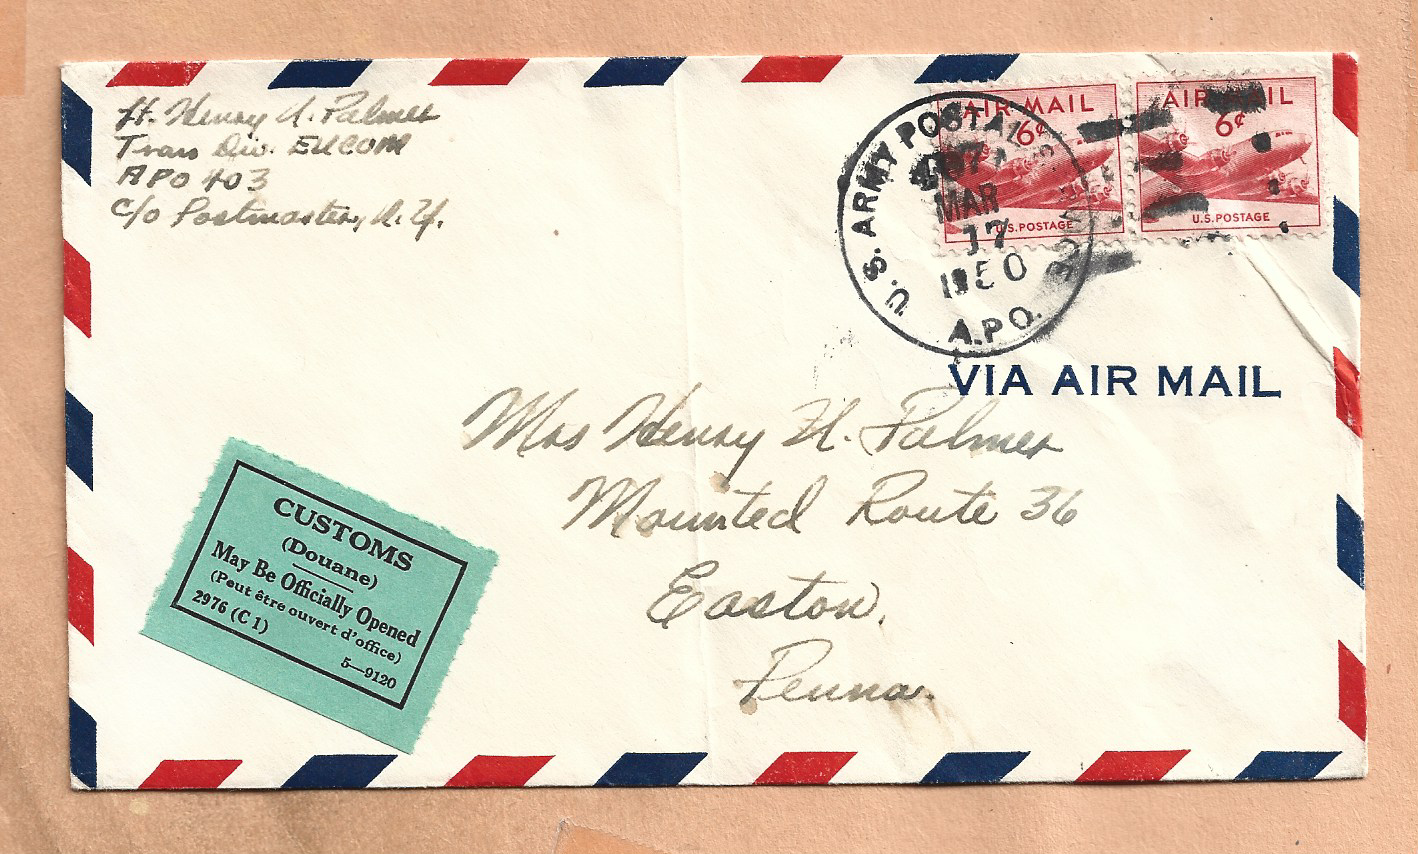 Lt. Henry U. Palmer
Tran Div. EUCOM
APO 403
c/o Postmaster, N.Y.
AIR MAIL
6¢
U.S. POSTAGE
AIR MAIL
6¢
U.S. POSTAGE
U.S. ARMY POSTAL SERVICE
MAR
17
1950
A.P.O.
VIA AIR MAIL
Mrs Henry U. Palmer
Mounted Route 36
Easton,
Penna.
CUSTOMS
(Douane)
May Be Officially Opened
(Peut être ouvert d'office)
2976 (C 1)
5—9120